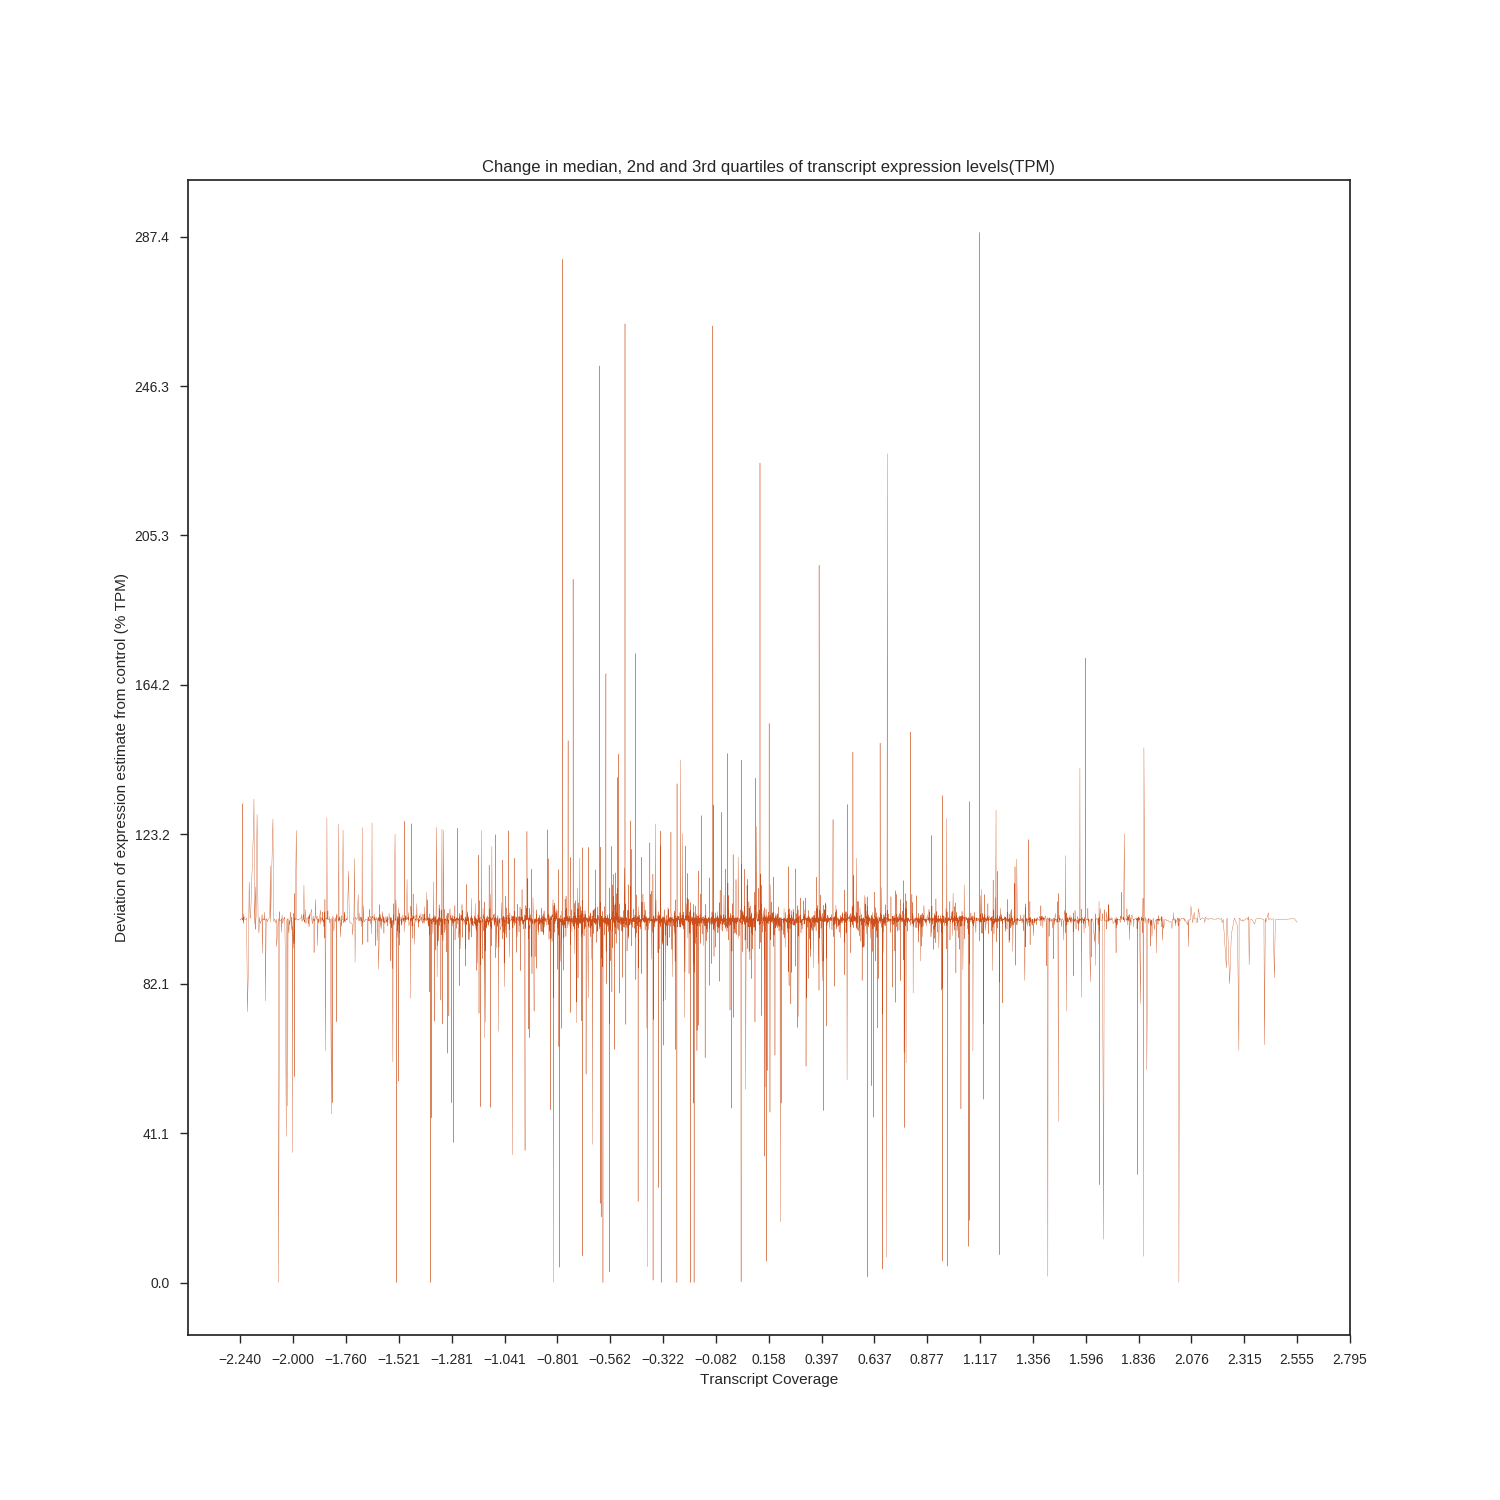 Change in median, 2nd and 3rd quartiles of transcript expression levels(TPM)
287.4
246.3
205.3
164.2
123.2
82.1
41.1
0.0
Deviation of expression estimate from control (% TPM)
−2.240 −2.000 −1.760 −1.521 −1.281 −1.041 −0.801 −0.562 −0.322 −0.082 0.158 0.397 0.637 0.877 1.117 1.356 1.596 1.836 2.076 2.315 2.555 2.795
Transcript Coverage